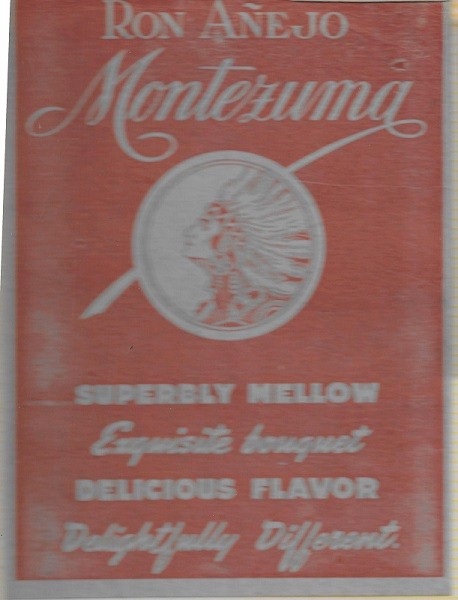 RON AÑEJO
Montezuma
SUPERBLY MELLOW
Exquisite bouquet
DELICIOUS FLAVOR
Delightfully Different.